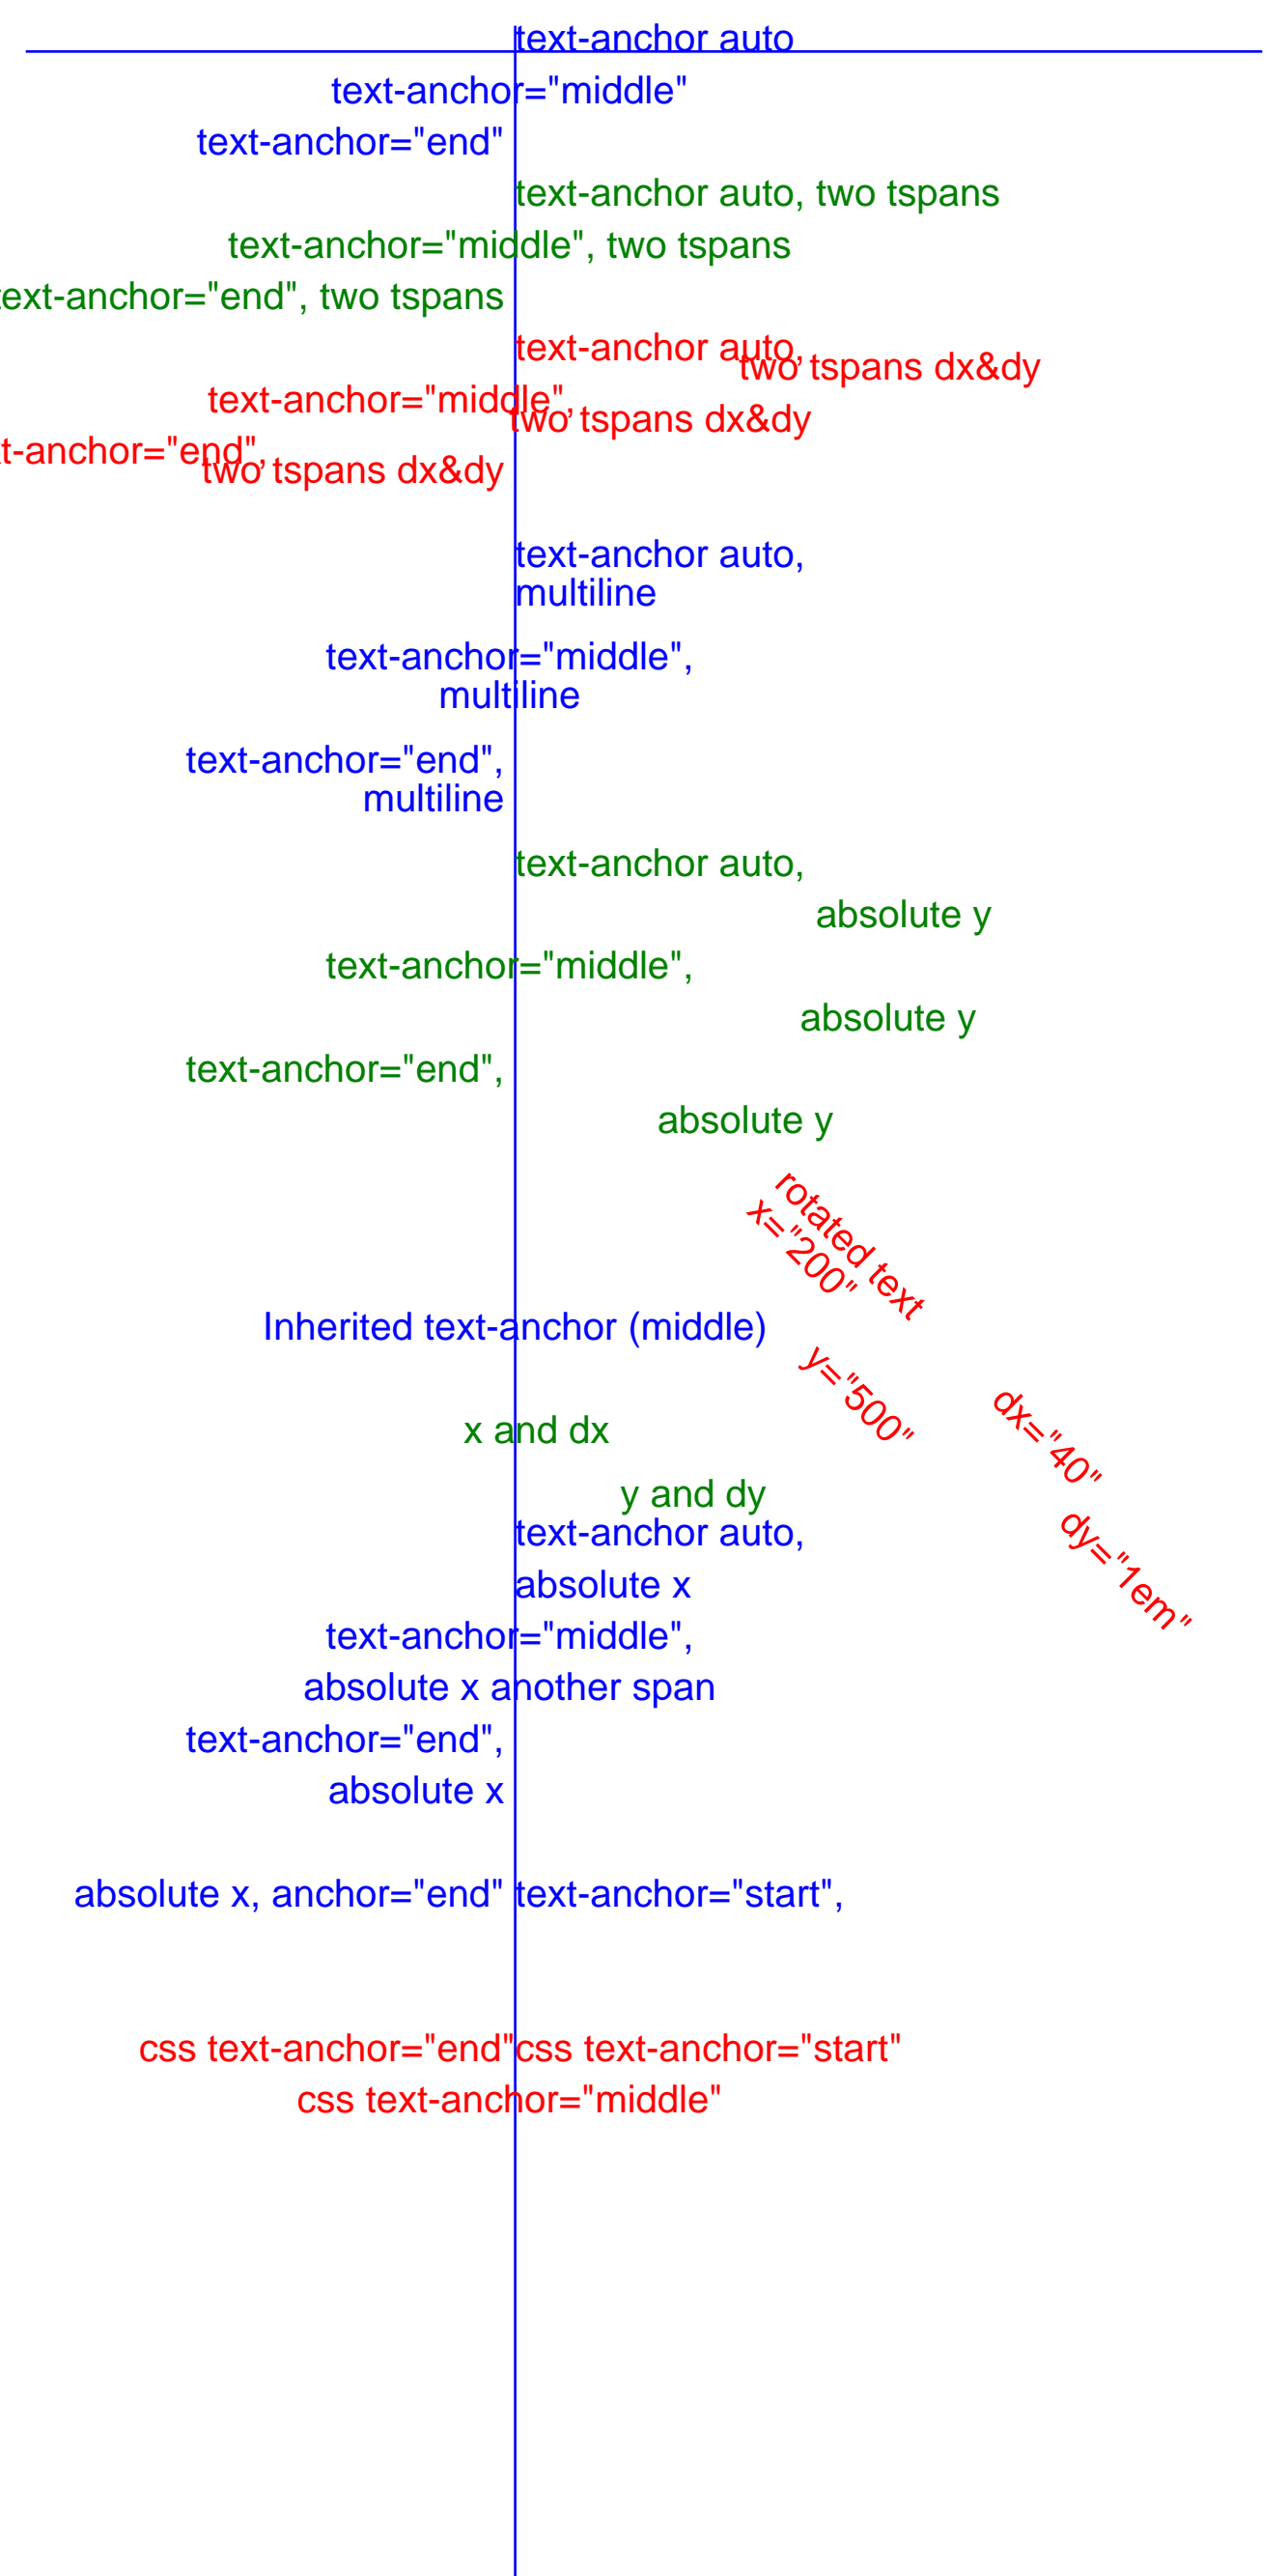 text-anchor auto
text-anchor="middle"
text-anchor="end"
text-anchor auto, two tspans
text-anchor="middle", two tspans
ext-anchor="end", two tspans
text-anchor auto,
two tspans dx&dy
text-anchor="middle",
two tspans dx&dy
t-anchor="end",
two tspans dx&dy
text-anchor auto,
multiline
text-anchor="middle",
multiline
text-anchor="end",
multiline
text-anchor auto,
absolute y
text-anchor="middle",
absolute y
text-anchor="end",
absolute y
rotated text
x="200"
y="500"
dx="40"
dy="1em"
Inherited text-anchor (middle)
x and dx
y and dy
text-anchor auto,
absolute x
text-anchor="middle",
absolute x another span
text-anchor="end",
absolute x
absolute x, anchor="end" text-anchor="start",
css text-anchor="end"css text-anchor="start"
css text-anchor="middle"